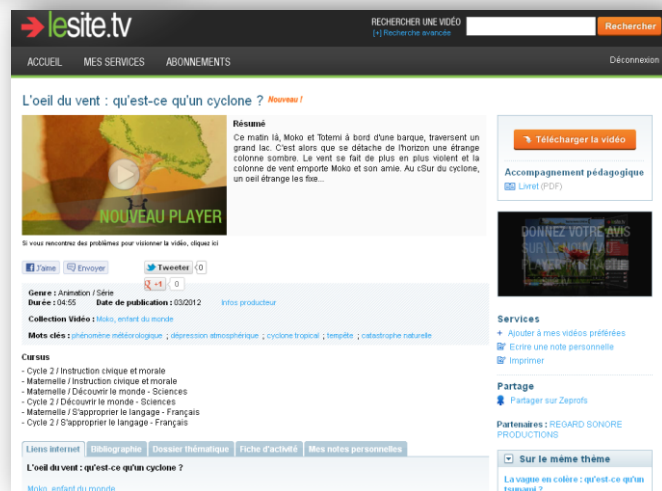 lesite.tv
RECHERCHER UNE VIDÉO
[+] Recherche avancée
Rechercher
ACCUEIL MES SERVICES ABONNEMENTS
Déconnexion
L'oeil du vent : qu'est-ce qu'un cyclone ? Nouveau !
NOUVEAU PLAYER
Si vous rencontrez des problèmes pour visionner la vidéo, cliquez ici
Résumé
Ce matin là, Moko et Totemi à bord d'une barque, traversent un
grand lac. C'est alors que se détache de l'horizon une étrange
colonne sombre. Le vent se fait de plus en plus violent et la
colonne de vent emporte Moko et son amie. Au cSur du cyclone,
un oeil étrange les fixe...
J'aime Envoyer Tweeter 0
+1 0
Genre : Animation / Série
Durée : 04:55 Date de publication : 03/2012 Infos producteur
Collection Vidéo : Moko, enfant du monde
Mots clés : phénomène météorologique ; dépression atmosphérique ; cyclone tropical ; tempête ; catastrophe naturelle
Cursus
- Cycle 2 / Instruction civique et morale
- Maternelle / Instruction civique et morale
- Maternelle / Découvrir le monde - Sciences
- Cycle 2 / Découvrir le monde - Sciences
- Maternelle / S'approprier le langage - Français
- Cycle 2 / S'approprier le langage - Français
Liens internet Bibliographie Dossier thématique Fiche d'activité Mes notes personnelles
L'oeil du vent : qu'est-ce qu'un cyclone ?
Moko, enfant du monde
Télécharger la vidéo
Accompagnement pédagogique
Livret (PDF)
DONNEZ VOTRE AVIS
SUR LE NOUVEAU
PLAYER INTERACTIF
Services
+ Ajouter à mes vidéos préférées
Ecrire une note personnelle
Imprimer
Partage
Partager sur Zeprofs
Partenaires : REGARD SONORE
PRODUCTIONS
Sur le même thème
La vague en colère : qu'est-ce qu'un
tsunami ?